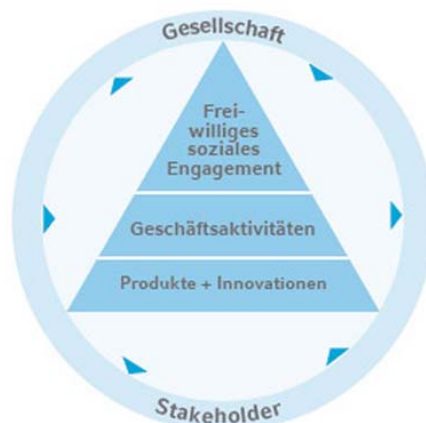 Gesellschaft
Frei-
williges
soziales
Engagement
Geschäftsaktivitäten
Produkte + Innovationen
Stakeholder